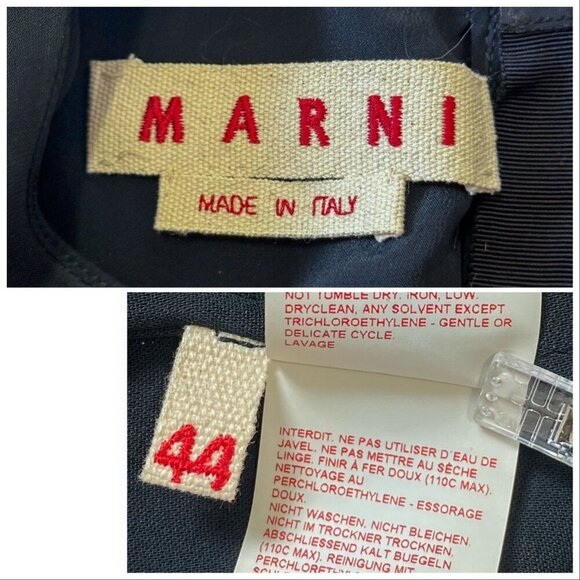 MARNI
MADE IN ITALY
44
NOT TUMBLE DRY. IRON, LOW.
DRYCLEAN, ANY SOLVENT EXCEPT
TRICHLOROETHYLENE - GENTLE OR
DELICATE CYCLE.
LAVAGE
INTERDIT. NE PAS UTILISER D'EAU DE
JAVEL. NE PAS METTRE AU SÈCHE
LINGE. FINIR À FER DOUX (110C MAX).
NETTOYAGE AU
PERCHLOROETHYLENE - ESSORAGE
DOUX.
NICHT WASCHEN. NICHT BLEICHEN.
NICHT IM TROCKNER TROCKNEN.
ABSCHLIESSEND KALT BUEGELN
(110C MAX). REINIGUNG MIT